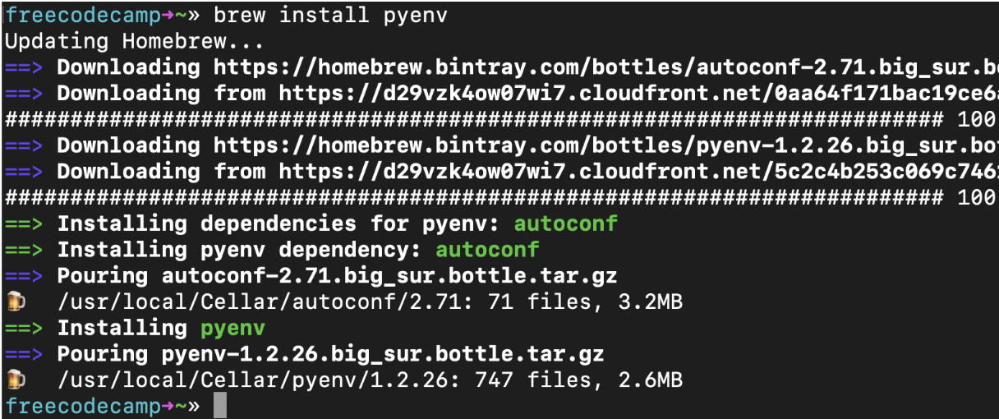 freecodecamp➜~» brew install pyenv
Updating Homebrew...
==> Downloading https://homebrew.bintray.com/bottles/autoconf-2.71.big_sur.bo
==> Downloading from https://d29vzk4ow07wi7.cloudfront.net/0aa64f171bac19ce6a
######################################################################## 100
==> Downloading https://homebrew.bintray.com/bottles/pyenv-1.2.26.big_sur.bot
==> Downloading from https://d29vzk4ow07wi7.cloudfront.net/5c2c4b253c069c7461
######################################################################## 100
==> Installing dependencies for pyenv: autoconf
==> Installing pyenv dependency: autoconf
==> Pouring autoconf-2.71.big_sur.bottle.tar.gz
🍺 /usr/local/Cellar/autoconf/2.71: 71 files, 3.2MB
==> Installing pyenv
==> Pouring pyenv-1.2.26.big_sur.bottle.tar.gz
🍺 /usr/local/Cellar/pyenv/1.2.26: 747 files, 2.6MB
freecodecamp➜~»